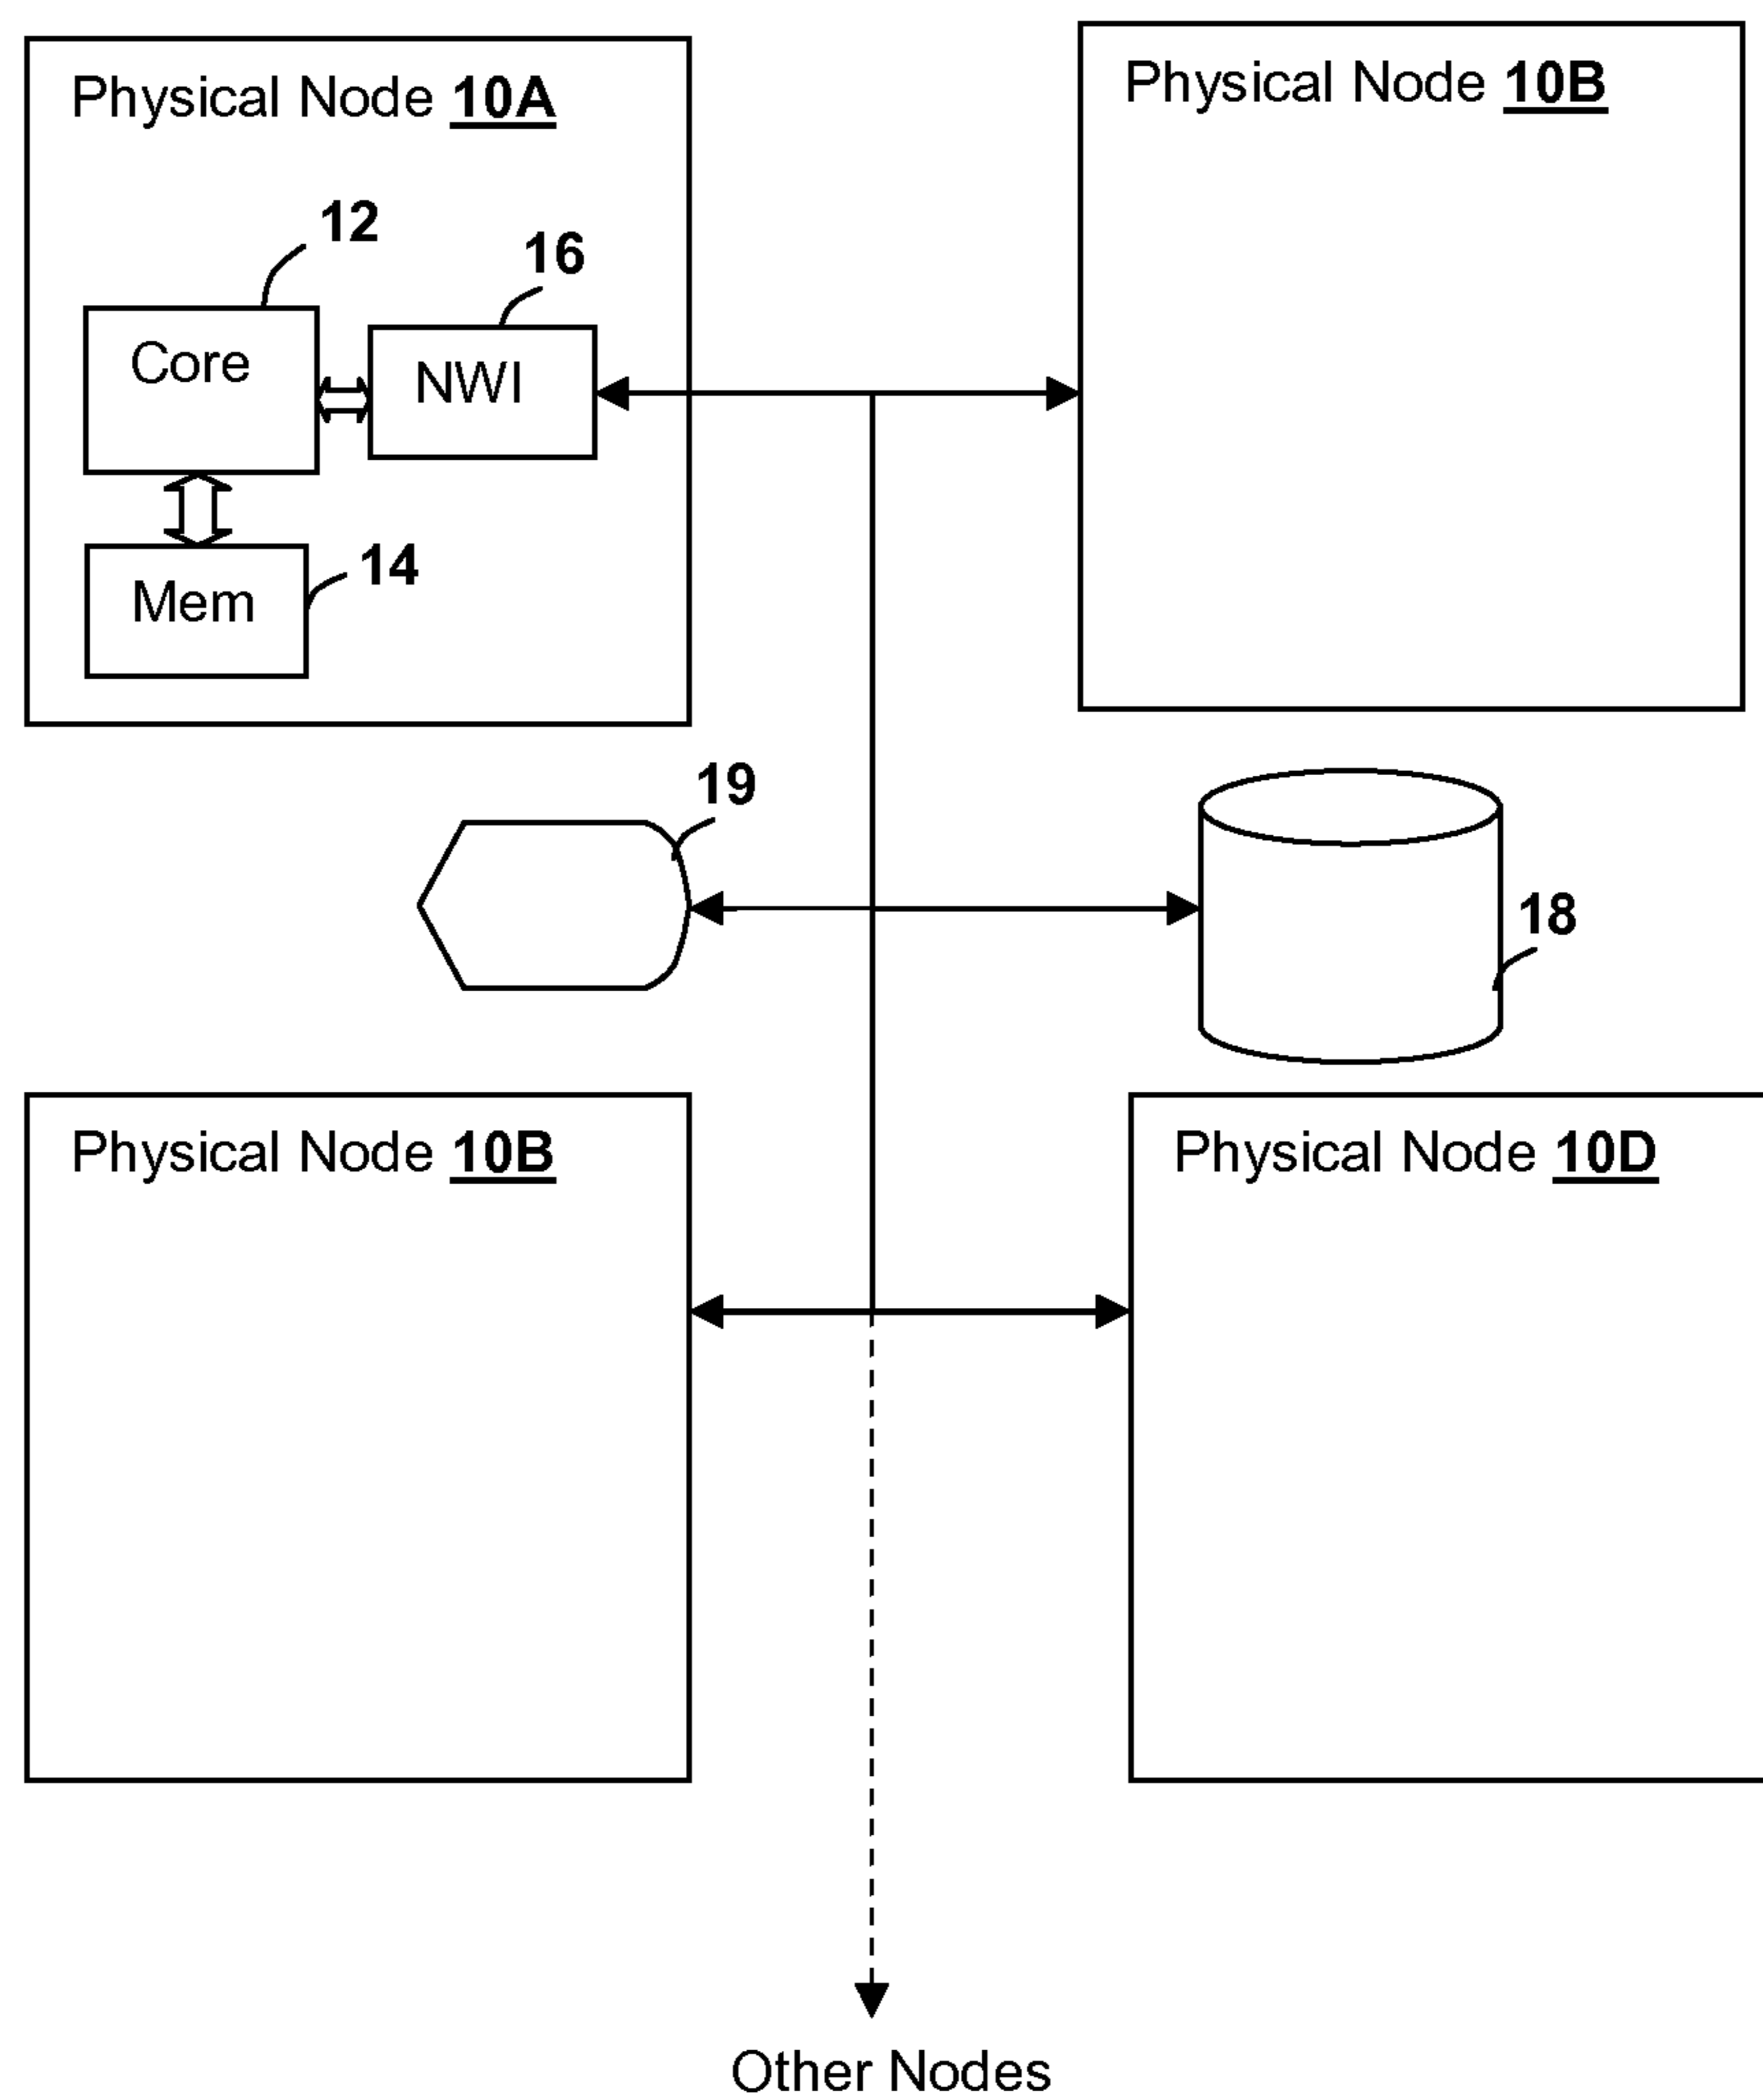 Physical Node 10A
Physical Node 10B
12
16
Core
NWI
14
Mem
19
18
Physical Node 10B
Physical Node 10D
Other Nodes